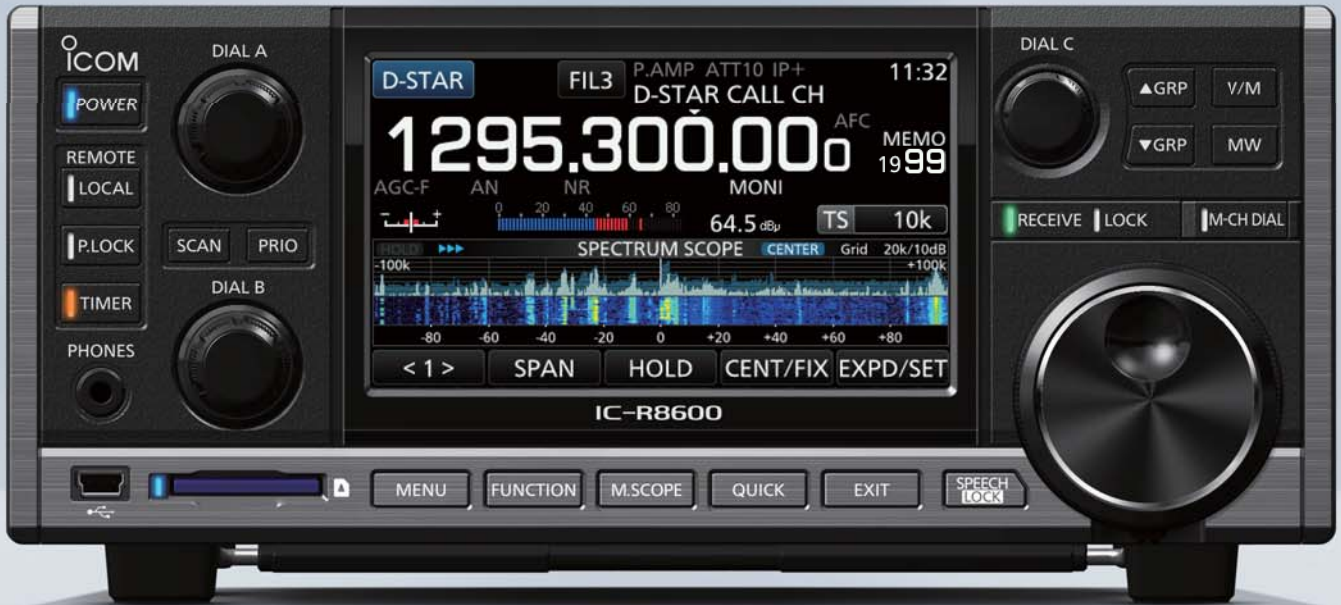 ICOM
POWER
REMOTE
LOCAL
P.LOCK
TIMER
PHONES
DIAL A
SCAN PRIO
DIAL B
D-STAR FIL3 P.AMP ATT10 IP+ 11:32
D-STAR CALL CH
1295.300.000 AFC MEMO
1999
AGC-F AN NR MONI
- + 0 20 40 60 80 64.5 dBμ TS 10k
HOLD SPECTRUM SCOPE CENTER Grid 20k/10dB
-100k +100k
-80 -60 -40 -20 0 +20 +40 +60 +80
< 1 > SPAN HOLD CENT/FIX EXPD/SET
IC-R8600
DIAL C
▲GRP V/M
▼GRP MW
RECEIVE LOCK M-CH DIAL
MENU FUNCTION M.SCOPE QUICK EXIT SPEECH
LOCK